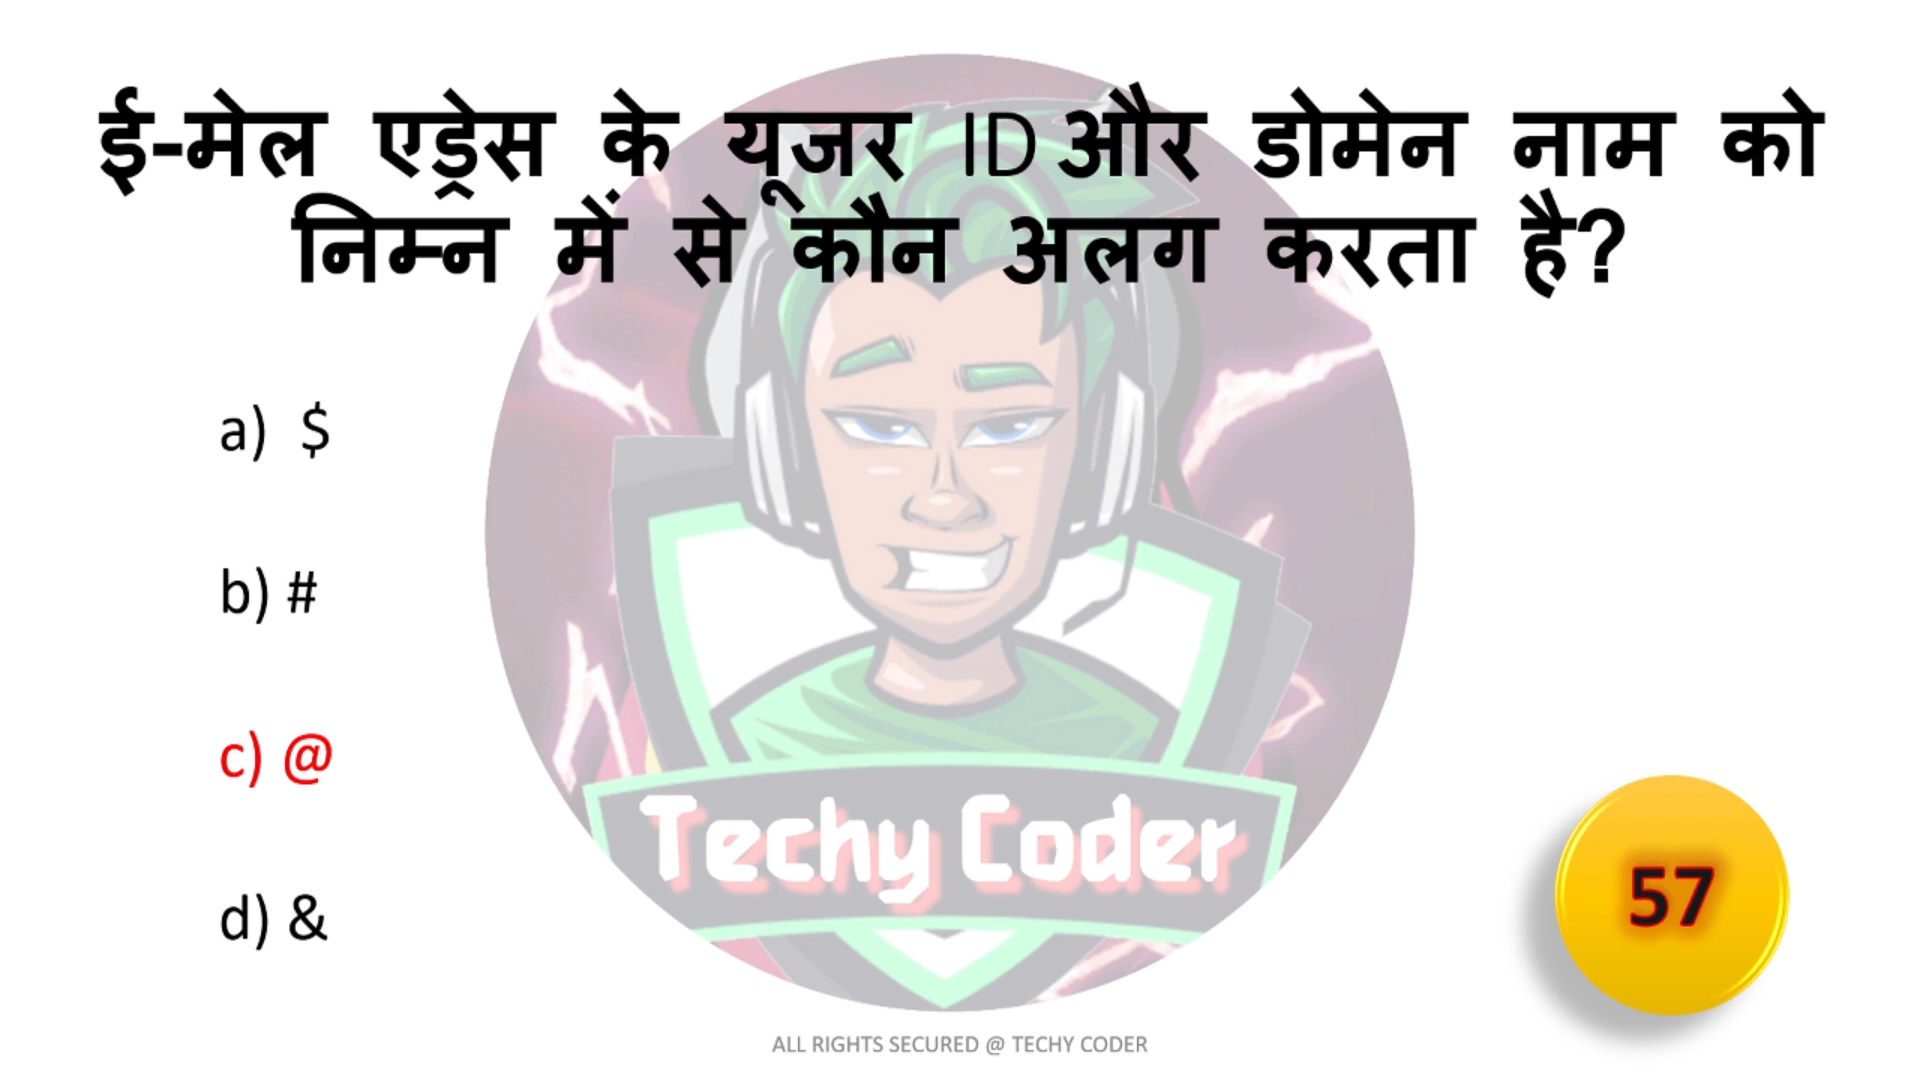 ई-मेल एड्रेस के यूजर ID और डोमेन नाम को
निम्न में से कौन अलग करता है?
a) $
b) #
c) @
d) &
Techy Coder
57
ALL RIGHTS SECURED @ TECHY CODER